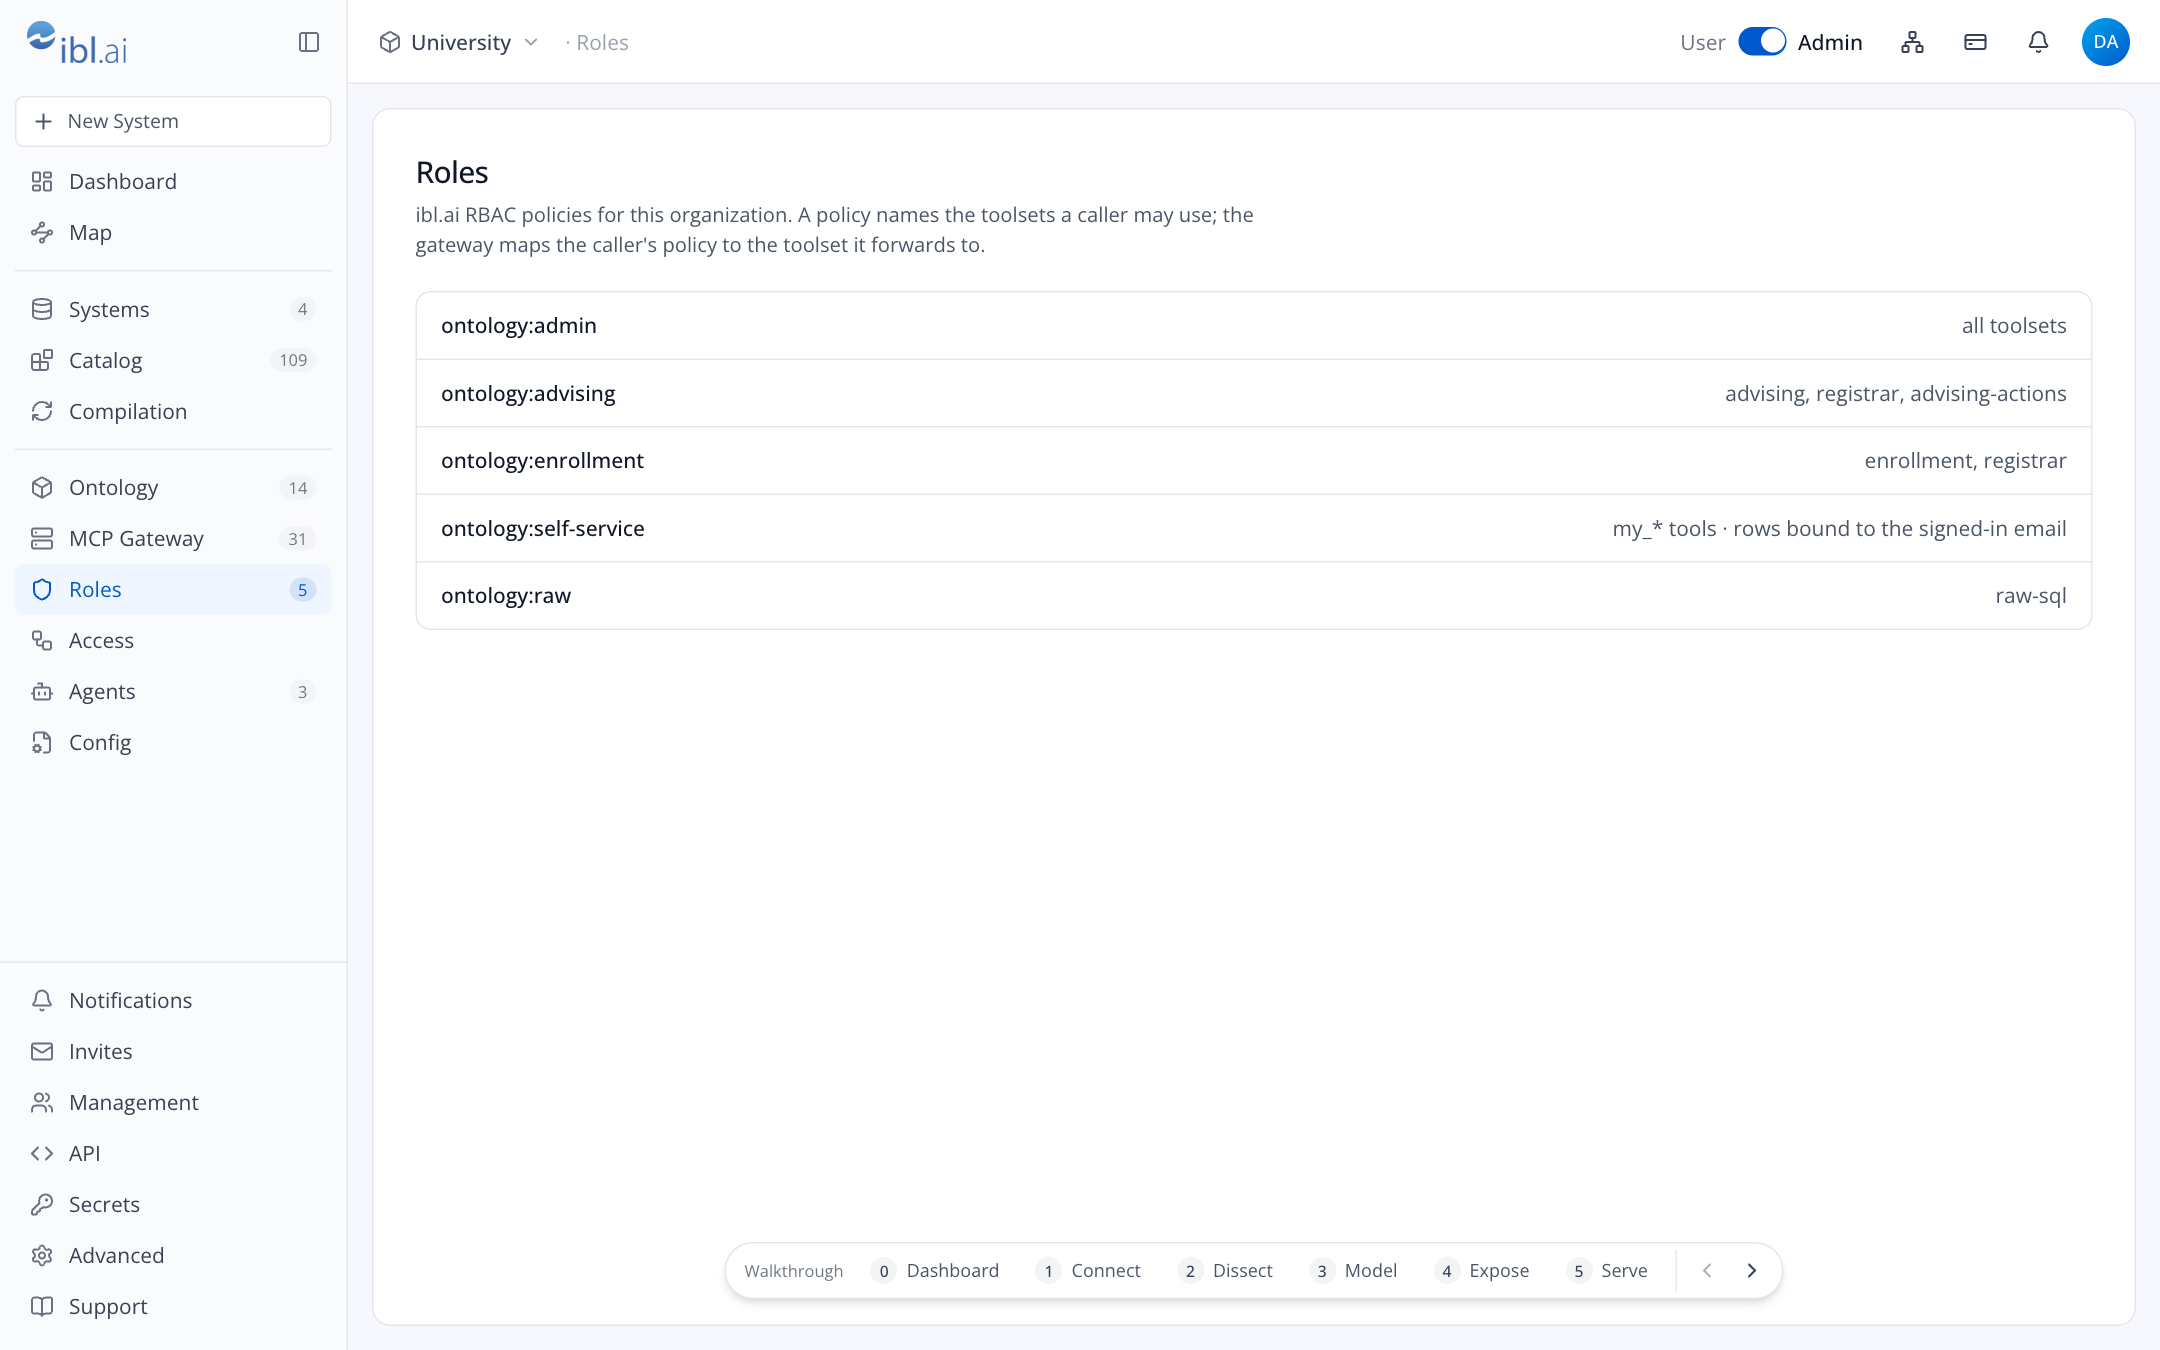 ibl.ai
New System
Dashboard
Map
Systems 4
Catalog 109
Compilation
Ontology 14
MCP Gateway 31
Roles 5
Access
Agents 3
Config
Notifications
Invites
Management
API
Secrets
Advanced
Support
University · Roles
User Admin DA
Roles
ibl.ai RBAC policies for this organization. A policy names the toolsets a caller may use; the
gateway maps the caller's policy to the toolset it forwards to.
ontology:admin all toolsets
ontology:advising advising, registrar, advising-actions
ontology:enrollment enrollment, registrar
ontology:self-service my_* tools · rows bound to the signed-in email
ontology:raw raw-sql
Walkthrough 0 Dashboard 1 Connect 2 Dissect 3 Model 4 Expose 5 Serve